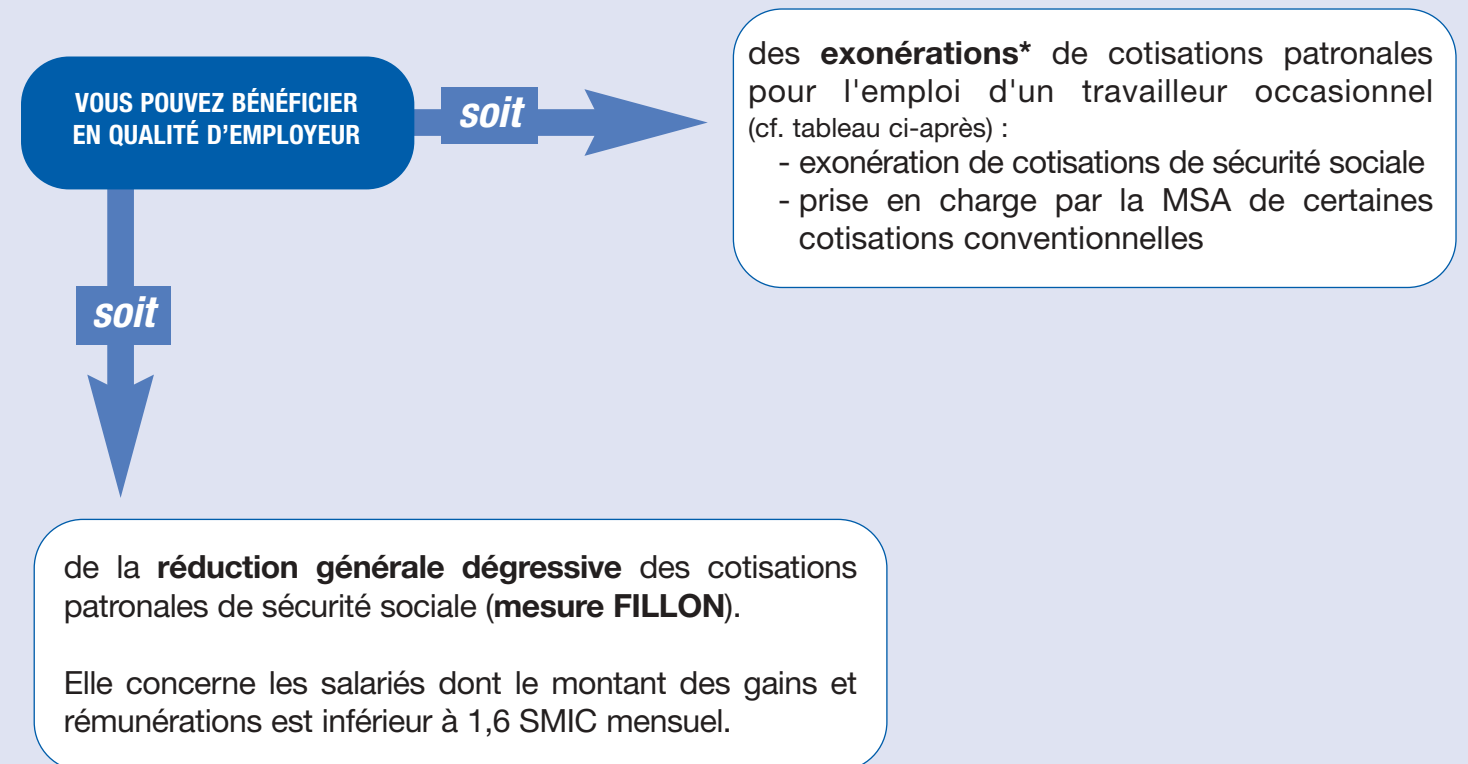 VOUS POUVEZ BÉNÉFICIER
EN QUALITÉ D'EMPLOYEUR
soit
des exonérations* de cotisations patronales
pour l'emploi d'un travailleur occasionnel
(cf. tableau ci-après) :
- exonération de cotisations de sécurité sociale
- prise en charge par la MSA de certaines
cotisations conventionnelles
soit
de la réduction générale dégressive des cotisations
patronales de sécurité sociale (mesure FILLON).
Elle concerne les salariés dont le montant des gains et
rémunérations est inférieur à 1,6 SMIC mensuel.